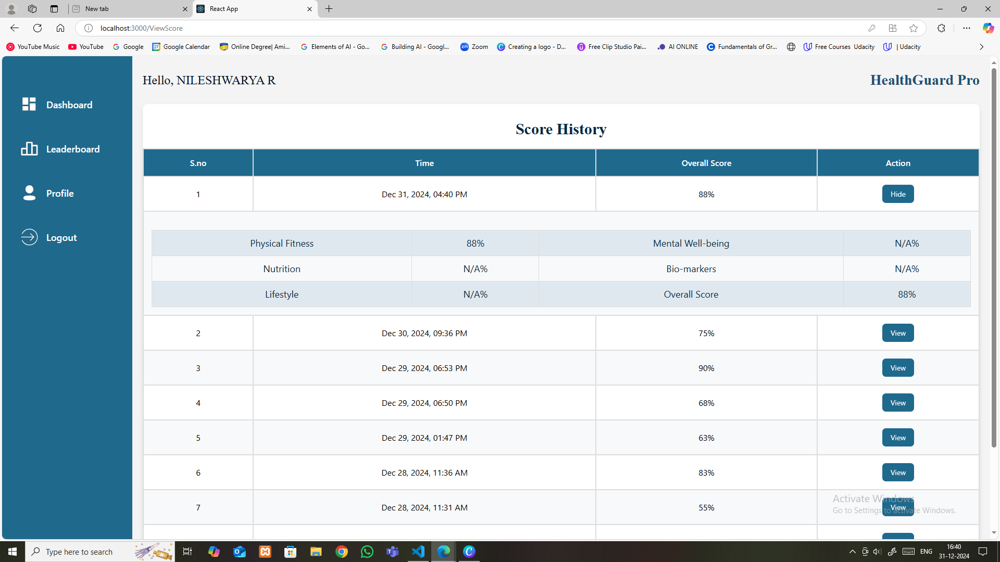 New tab
React App
localhost:3000/ViewScore
YouTube Music YouTube Google Google Calendar Online Degree| Ami... Elements of AI - Go... Building AI - Googl... Zoom Creating a logo - D... Free Clip Studio Pai... AI ONLINE Fundamentals of Gr... Free Courses Udacity | Udacity
Hello, NILESHWARYA R
HealthGuard Pro
Dashboard
Leaderboard
Profile
Logout
Score History
S.no Time Overall Score Action
1 Dec 31, 2024, 04:40 PM 88% Hide
Physical Fitness 88% Mental Well-being N/A%
Nutrition N/A% Bio-markers N/A%
Lifestyle N/A% Overall Score 88%
2 Dec 30, 2024, 09:36 PM 75% View
3 Dec 29, 2024, 06:53 PM 90% View
4 Dec 29, 2024, 06:50 PM 68% View
5 Dec 29, 2024, 01:47 PM 63% View
6 Dec 28, 2024, 11:36 AM 83% View
7 Dec 28, 2024, 11:31 AM 55% View
Activate Windows
Go to Settings to activate Windows.
Type here to search
ENG
16:40
31-12-2024